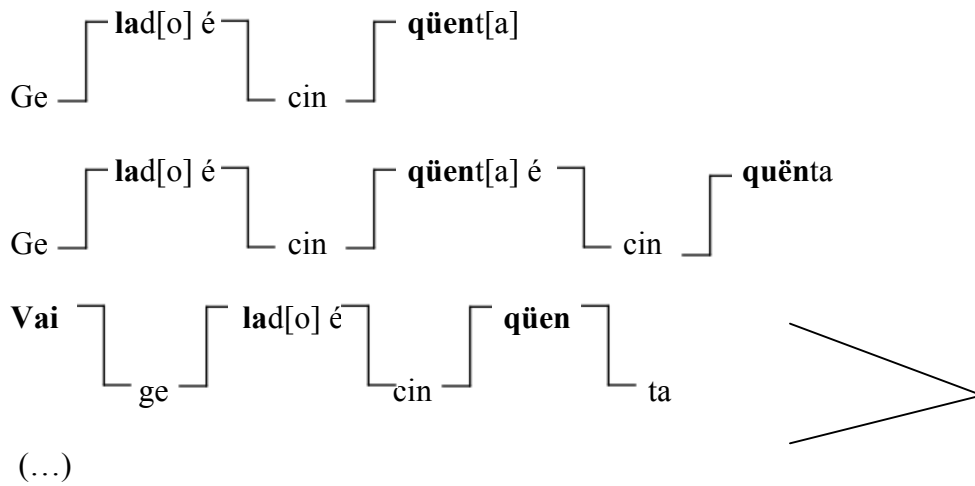 Ge lad[o] é cin qüent[a]
Ge lad[o] é cin qüent[a] é cin quënta
Vai ge lad[o] é cin qüen ta
(…)